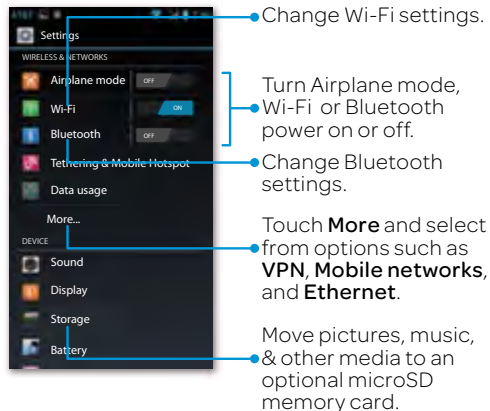 AT&T
Settings
WIRELESS & NETWORKS
Airplane mode OFF
Wi-Fi ON
Bluetooth OFF
Tethering & Mobile Hotspot
Data usage
More...
DEVICE
Sound
Display
Storage
Battery
Change Wi-Fi settings.
Turn Airplane mode,
Wi-Fi or Bluetooth
power on or off.
Change Bluetooth
settings.
Touch More and select
from options such as
VPN, Mobile networks,
and Ethernet.
Move pictures, music,
& other media to an
optional microSD
memory card.